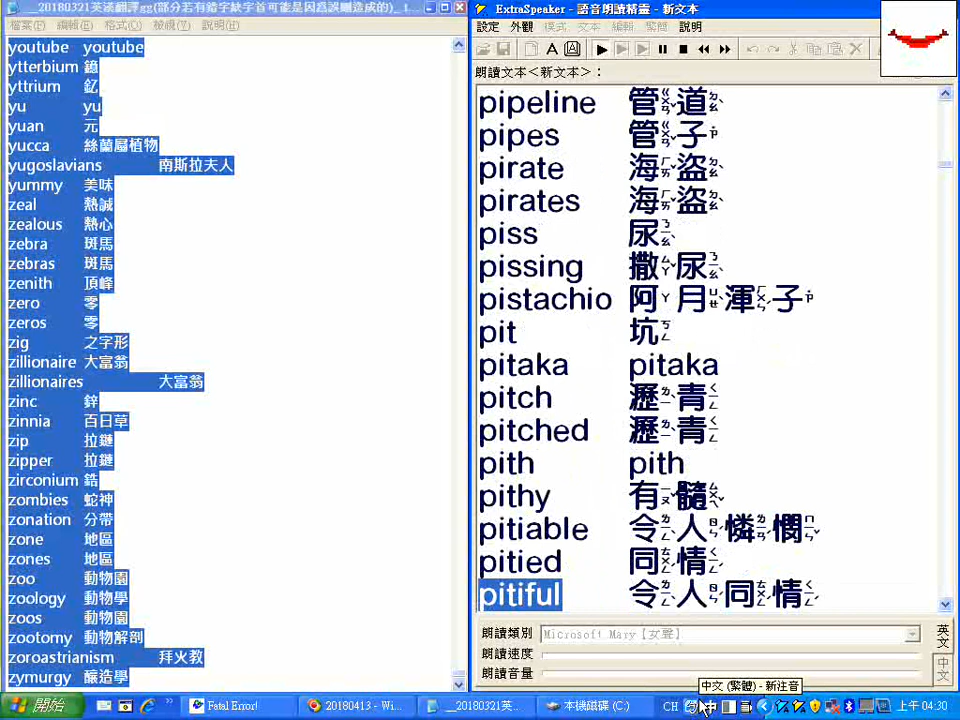 __20180321英漢翻譯gg(部分若有錯字缺字首可能是因為誤刪造成的)_1...
檔案(F) 編輯(E) 格式(O) 檢視(V) 說明(H)
youtube youtube
ytterbium 鐿
yttrium 釔
yu yu
yuan 元
yucca 絲蘭屬植物
yugoslavians 南斯拉夫人
yummy 美味
zeal 熱誠
zealous 熱心
zebra 斑馬
zebras 斑馬
zenith 頂峰
zero 零
zeros 零
zig 之字形
zillionaire 大富翁
zillionaires 大富翁
zinc 鋅
zinnia 百日草
zip 拉鏈
zipper 拉鏈
zirconium 鋯
zombies 蛇神
zonation 分帶
zone 地區
zones 地區
zoo 動物園
zoology 動物學
zoos 動物園
zootomy 動物解剖
zoroastrianism 拜火教
zymurgy 釀造學
ExtraSpeaker - 語音朗讀精靈 - 新文本
設定 外觀 模式 文本 編輯 繁簡 說明
朗讀文本<新文本>:
pipeline 管道
pipes 管子
pirate 海盜
pirates 海盜
piss 尿
pissing 撒尿
pistachio 阿月渾子
pit 坑
pitaka pitaka
pitch 瀝青
pitched 瀝青
pith pith
pithy 有髓
pitiable 令人憐憫
pitied 同情
pitiful 令人同情
朗讀類別 Microsoft Mary【女聲】
朗讀速度
朗讀音量
英文
中文
中文 (繁體) - 新注音
開始 Fatal Error! 20180413 - Wi... __20180321英... 本機磁碟 (C:) CH 上午 04:30